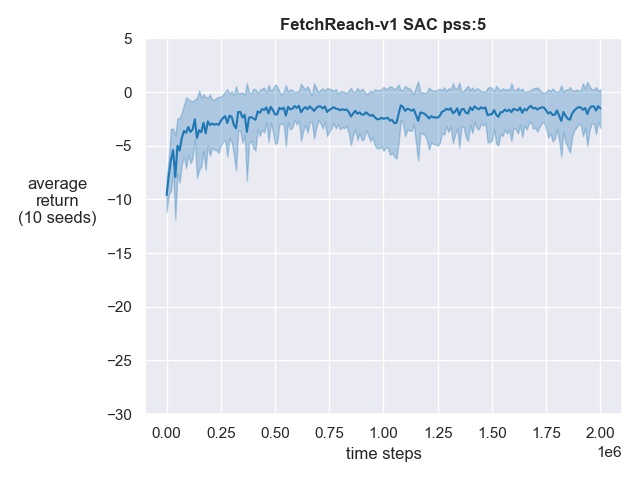 FetchReach-v1 SAC pss:5
5
0
−5
−10
−15
−20
−25
−30
average
return
(10 seeds)
0.00 0.25 0.50 0.75 1.00 1.25 1.50 1.75 2.00
time steps
1e6